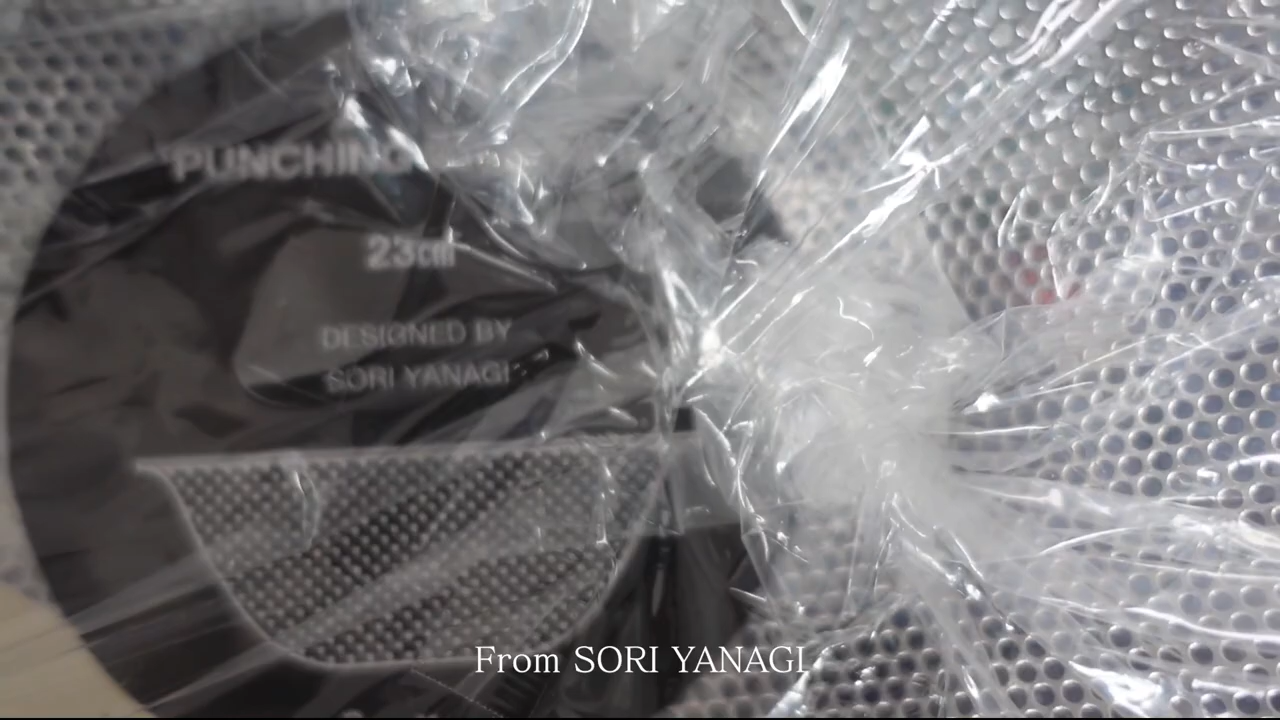 PUNCHING
23cm
DESIGNED BY
SORI YANAGI
From SORI YANAGI